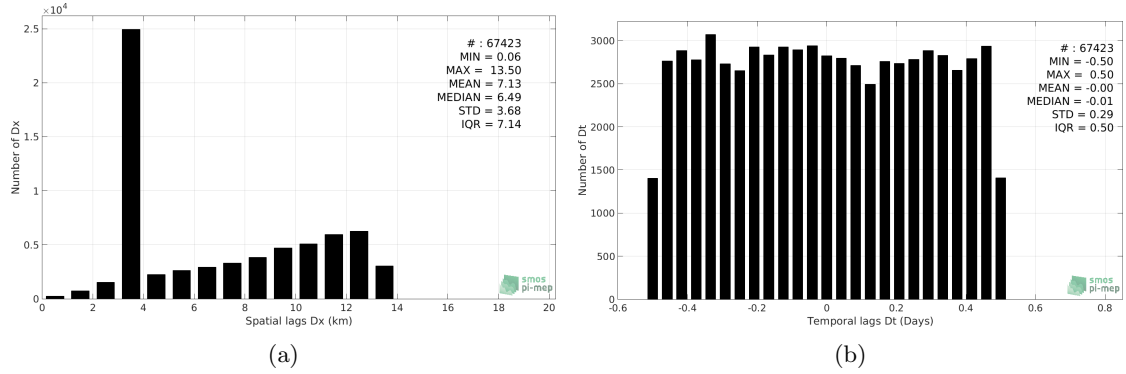 ×10⁴
2.5
2
1.5
1
0.5
0
0 2 4 6 8 10 12 14 16 18 20
Number of Dx
Spatial lags Dx (km)
# : 67423
MIN = 0.06
MAX = 13.50
MEAN = 7.13
MEDIAN = 6.49
STD = 3.68
IQR = 7.14
smos
pi-mep
(a)
3000
2500
2000
1500
1000
500
0
-0.6 -0.4 -0.2 0 0.2 0.4 0.6 0.8
Number of Dt
Temporal lags Dt (Days)
# : 67423
MIN = -0.50
MAX = 0.50
MEAN = -0.00
MEDIAN = -0.01
STD = 0.29
IQR = 0.50
smos
pi-mep
(b)